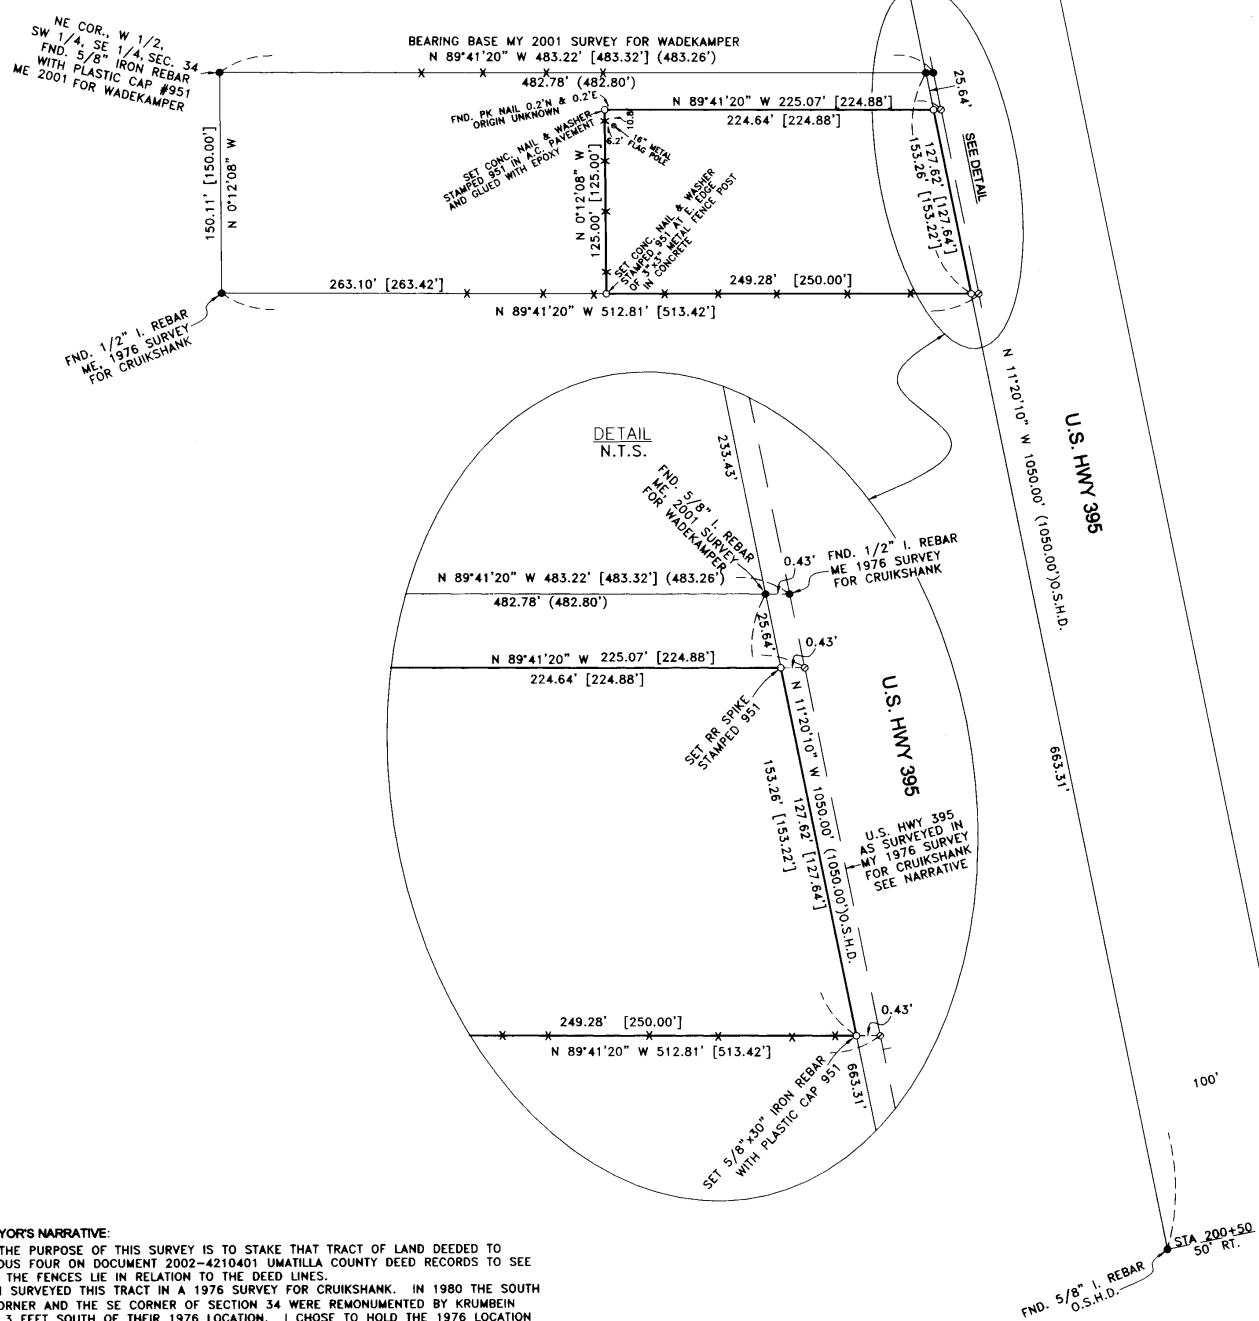 NE COR., W 1/2,
SW 1/4, SE 1/4, SEC. 34
FND. 5/8" IRON REBAR
WITH PLASTIC CAP #951
ME 2001 FOR WADEKAMPER
BEARING BASE MY 2001 SURVEY FOR WADEKAMPER
N 89°41'20" W 483.22' [483.32'] (483.26')
482.78' (482.80')
25.64'
FND. PK NAIL 0.2'N & 0.2'E
ORIGIN UNKNOWN
N 89°41'20" W 225.07' [224.88']
224.64' [224.88']
10.8'
6.2'
16" METAL
FLAG POLE
SET CONC. NAIL & WASHER
STAMPED 951 IN A.C. PAVEMENT
AND GLUED WITH EPOXY
SEE DETAIL
150.11' [150.00']
N 0°12'08" W
N 0°12'08" W
125.00' [125.00']
127.62' [127.64']
153.26' [153.22']
SET CONC. NAIL & WASHER
STAMPED 951 AT E. EDGE
OF 3"x3" METAL FENCE POST
IN CONCRETE
263.10' [263.42']
249.28' [250.00']
N 89°41'20" W 512.81' [513.42']
FND. 1/2" I. REBAR
ME, 1976 SURVEY
FOR CRUIKSHANK
N 11°20'10" W 1050.00' (1050.00')O.S.H.D.
U.S. HWY 395
663.31'
DETAIL
N.T.S.
233.43'
FND. 5/8" I. REBAR
ME, 2001 SURVEY
FOR WADEKAMPER
0.43'
FND. 1/2" I. REBAR
ME 1976 SURVEY
FOR CRUIKSHANK
N 89°41'20" W 483.22' [483.32'] (483.26')
482.78' (482.80')
25.64'
0.43'
N 89°41'20" W 225.07' [224.88']
224.64' [224.88']
SET RR SPIKE
STAMPED 951
N 11°20'10" W 1050.00' (1050.00')O.S.H.D.
U.S. HWY 395
127.62' [127.64']
153.26' [153.22']
U.S. HWY 395
AS SURVEYED IN
MY 1976 SURVEY
FOR CRUIKSHANK
SEE NARRATIVE
0.43'
249.28' [250.00']
N 89°41'20" W 512.81' [513.42']
663.31'
SET 5/8"x30" IRON REBAR
WITH PLASTIC CAP 951
100'
STA 200+50
50' RT.
FND. 5/8" I. REBAR
O.S.H.D.
YOR'S NARRATIVE:
THE PURPOSE OF THIS SURVEY IS TO STAKE THAT TRACT OF LAND DEEDED TO
OUS FOUR ON DOCUMENT 2002-4210401 UMATILLA COUNTY DEED RECORDS TO SEE
THE FENCES LIE IN RELATION TO THE DEED LINES.
I SURVEYED THIS TRACT IN A 1976 SURVEY FOR CRUIKSHANK. IN 1980 THE SOUTH
ORNER AND THE SE CORNER OF SECTION 34 WERE REMONUMENTED BY KRUMBEIN
3 FEET SOUTH OF THEIR 1976 LOCATION. I CHOSE TO HOLD THE 1976 LOCATION